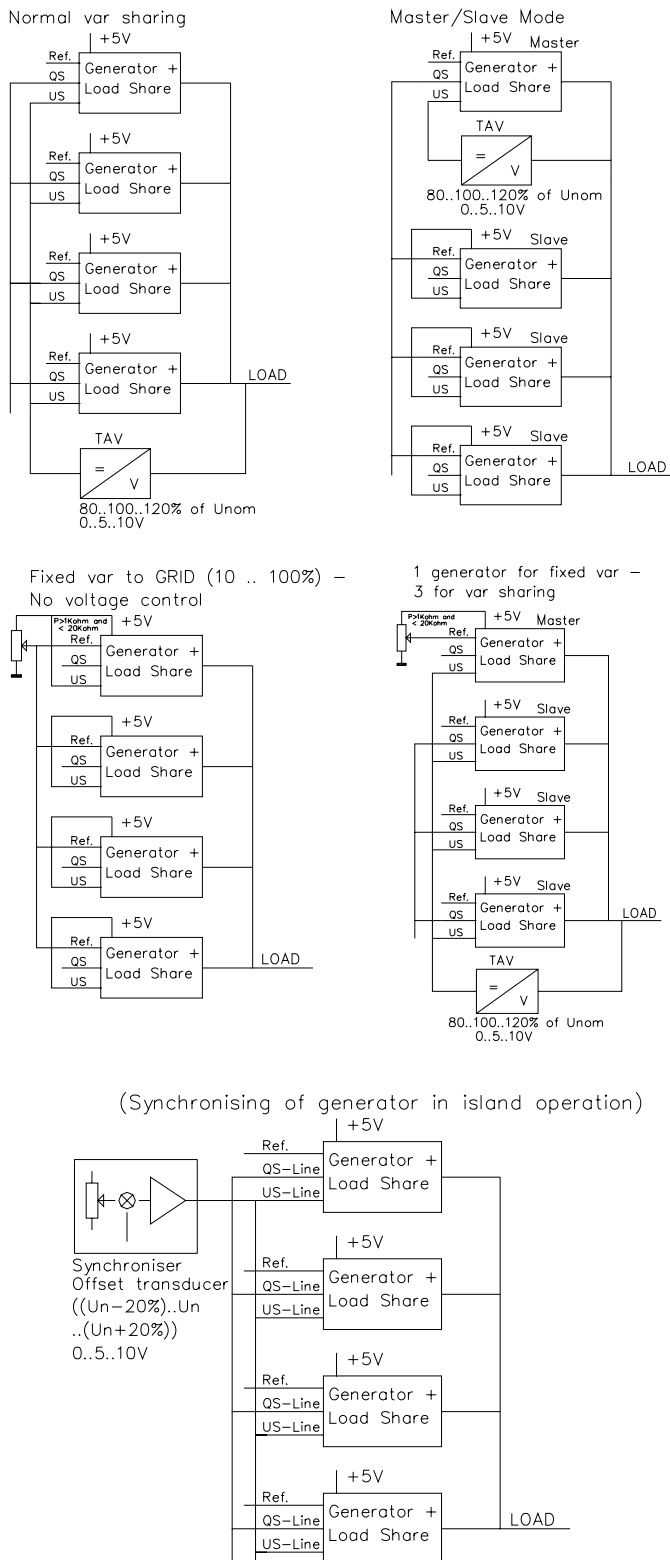 Normal var sharing
+5V
Ref.
QS
US
Generator +
Load Share
+5V
Ref.
QS
US
Generator +
Load Share
+5V
Ref.
QS
US
Generator +
Load Share
+5V
Ref.
QS
US
Generator +
Load Share
LOAD
TAV
=
V
80..100..120% of Unom
0..5..10V
Master/Slave Mode
+5V
Master
Ref.
QS
US
Generator +
Load Share
TAV
=
V
80..100..120% of Unom
0..5..10V
+5V
Slave
Ref.
QS
US
Generator +
Load Share
+5V
Slave
Ref.
QS
US
Generator +
Load Share
+5V
Slave
Ref.
QS
US
Generator +
Load Share
LOAD
Fixed var to GRID (10 .. 100%) –
No voltage control
P>1Kohm and
< 20Kohm
+5V
Ref.
QS
US
Generator +
Load Share
+5V
Ref.
QS
US
Generator +
Load Share
+5V
Ref.
QS
US
Generator +
Load Share
+5V
Ref.
QS
US
Generator +
Load Share
LOAD
1 generator for fixed var –
3 for var sharing
P>1Kohm and
< 20Kohm
+5V
Master
Ref.
QS
US
Generator +
Load Share
+5V
Slave
Ref.
QS
US
Generator +
Load Share
+5V
Slave
Ref.
QS
US
Generator +
Load Share
+5V
Slave
Ref.
QS
US
Generator +
Load Share
LOAD
TAV
=
V
80..100..120% of Unom
0..5..10V
(Synchronising of generator in island operation)
+5V
Ref.
QS-Line
US-Line
Generator +
Load Share
Synchroniser
Offset transducer
((Un-20%)..Un
..(Un+20%))
0..5..10V
+5V
Ref.
QS-Line
US-Line
Generator +
Load Share
+5V
Ref.
QS-Line
US-Line
Generator +
Load Share
+5V
Ref.
QS-Line
US-Line
Generator +
Load Share
LOAD